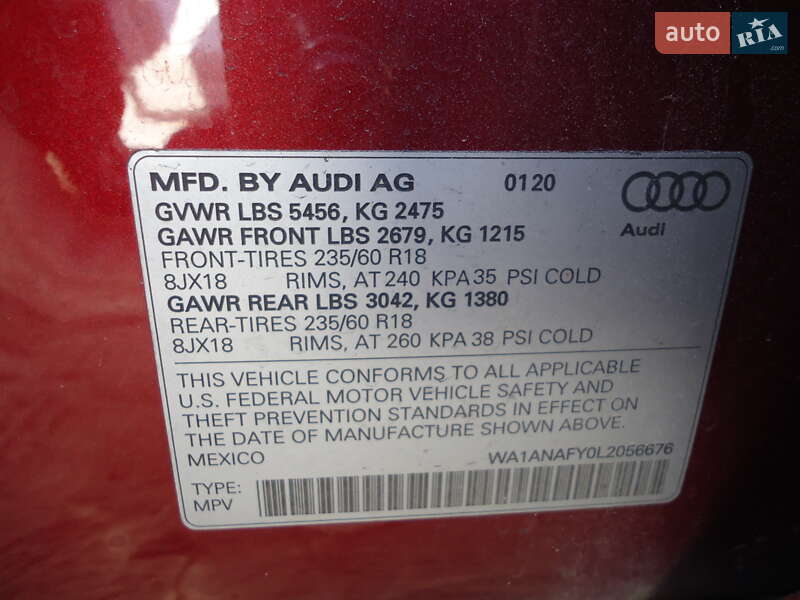 auto RIA .com
MFD. BY AUDI AG 0120
GVWR LBS 5456, KG 2475
GAWR FRONT LBS 2679, KG 1215
Audi
FRONT-TIRES 235/60 R18
8JX18 RIMS, AT 240 KPA 35 PSI COLD
GAWR REAR LBS 3042, KG 1380
REAR-TIRES 235/60 R18
8JX18 RIMS, AT 260 KPA 38 PSI COLD
THIS VEHICLE CONFORMS TO ALL APPLICABLE
U.S. FEDERAL MOTOR VEHICLE SAFETY AND
THEFT PREVENTION STANDARDS IN EFFECT ON
THE DATE OF MANUFACTURE SHOWN ABOVE.
MEXICO WA1ANAFY0L2056676
TYPE:
MPV